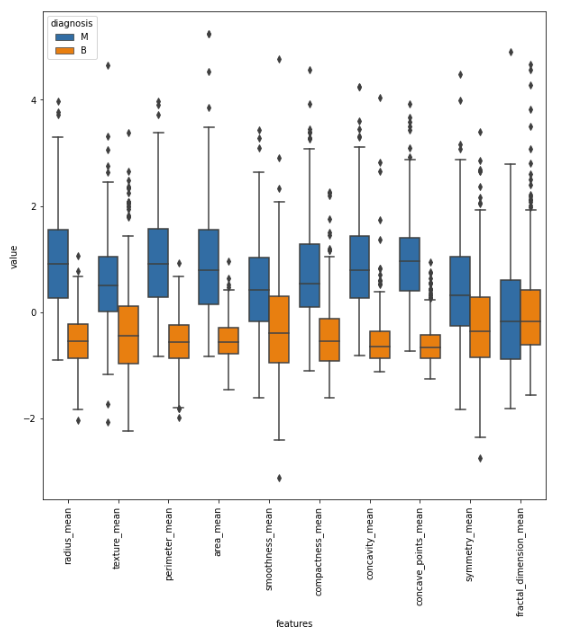 diagnosis
M
B
4
2
0
−2
value
radius_mean
texture_mean
perimeter_mean
area_mean
smoothness_mean
compactness_mean
concavity_mean
concave_points_mean
symmetry_mean
fractal_dimension_mean
features